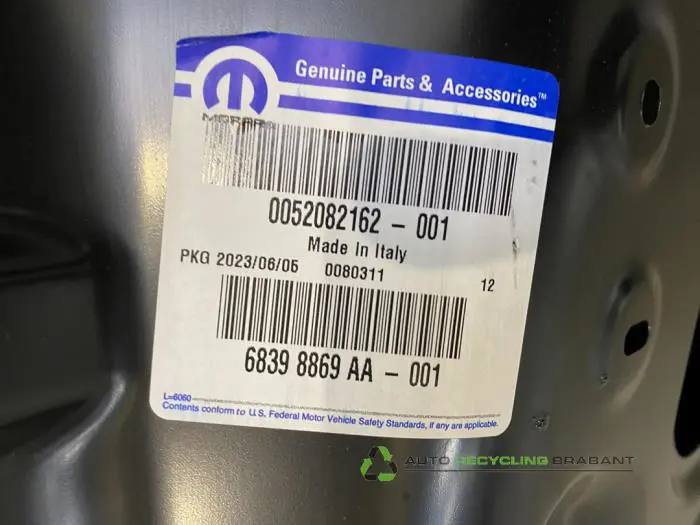 Genuine Parts & Accessories™
MOPAR
0052082162 - 001
Made In Italy
PKG 2023/06/05 0080311 12
6839 8869 AA - 001
L=6060
Contents conform to U.S. Federal Motor Vehicle Safety Standards, if any are applicable.
AUTO RECYCLING BRABANT